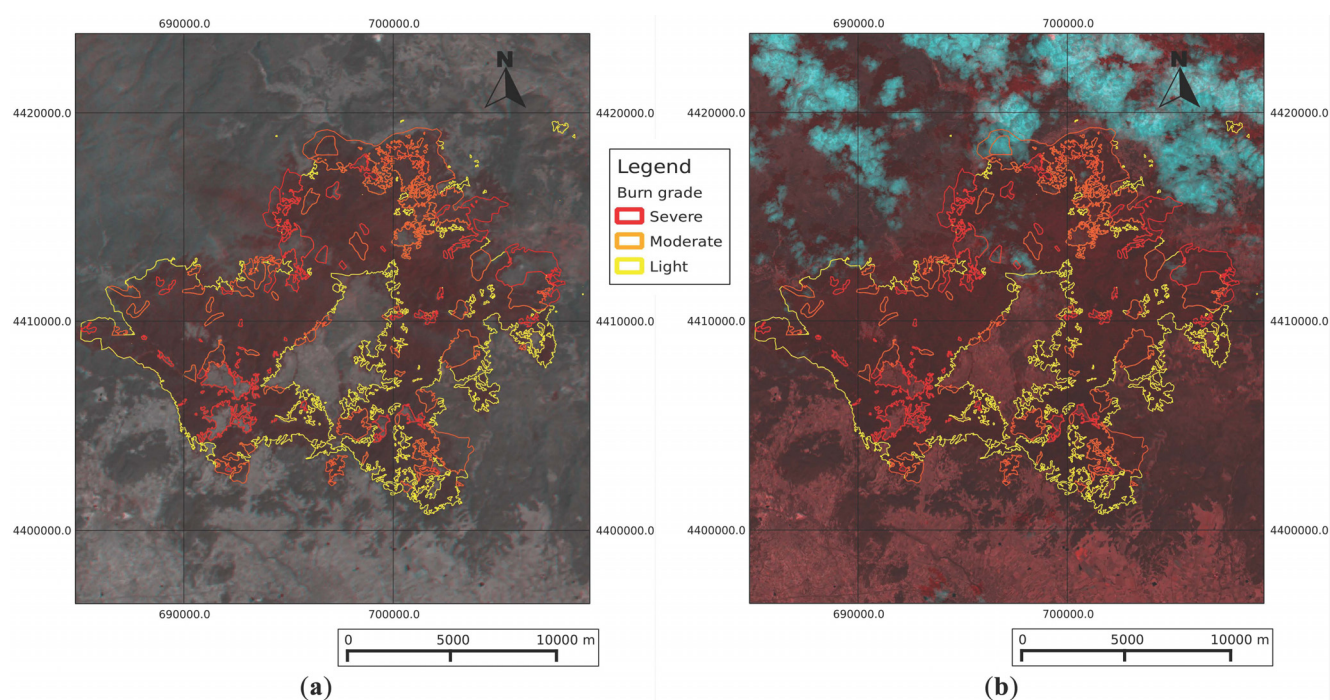 690000.0 700000.0
690000.0 700000.0
N
N
4420000.0
4420000.0 4420000.0
4420000.0
Legend
Burn grade
Severe
Moderate
Light
4410000.0
4410000.0 4410000.0
4410000.0
4400000.0
4400000.0 4400000.0
4400000.0
690000.0 700000.0
690000.0 700000.0
0 5000 10000 m
0 5000 10000 m
(a)
(b)